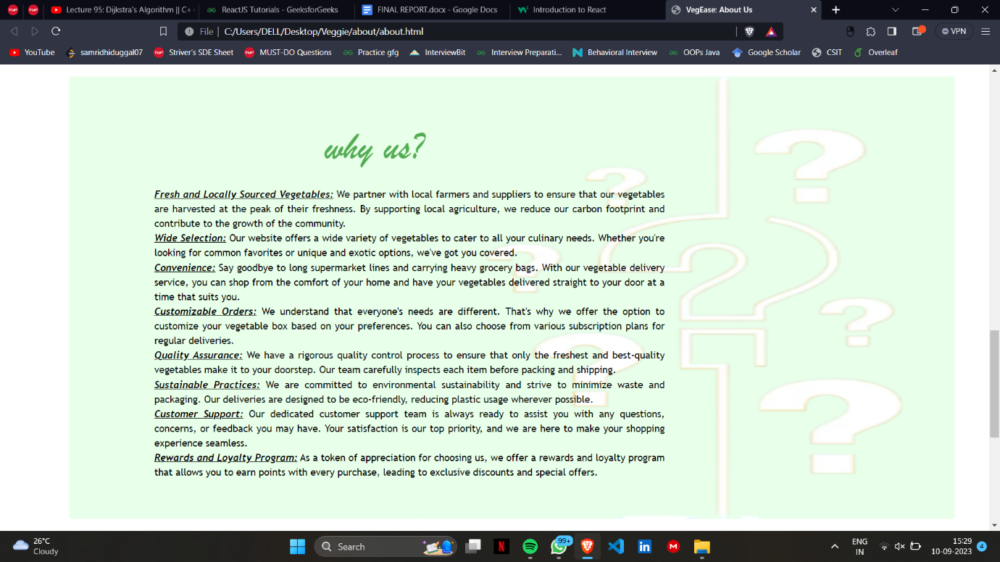 Lecture 95: Dijkstra's Algorithm || C+
ReactJS Tutorials - GeeksforGeeks
FINAL REPORT.docx - Google Docs
Introduction to React
VegEase: About Us
File | C:/Users/DELL/Desktop/Veggie/about/about.html
VPN
YouTube
samridhiduggal07
Striver's SDE Sheet
MUST-DO Questions
Practice gfg
InterviewBit
Interview Preparati...
Behavioral Interview
OOPs Java
Google Scholar
CSIT
Overleaf
why us?
Fresh and Locally Sourced Vegetables: We partner with local farmers and suppliers to ensure that our vegetables
are harvested at the peak of their freshness. By supporting local agriculture, we reduce our carbon footprint and
contribute to the growth of the community.
Wide Selection: Our website offers a wide variety of vegetables to cater to all your culinary needs. Whether you're
looking for common favorites or unique and exotic options, we've got you covered.
Convenience: Say goodbye to long supermarket lines and carrying heavy grocery bags. With our vegetable delivery
service, you can shop from the comfort of your home and have your vegetables delivered straight to your door at a
time that suits you.
Customizable Orders: We understand that everyone's needs are different. That's why we offer the option to
customize your vegetable box based on your preferences. You can also choose from various subscription plans for
regular deliveries.
Quality Assurance: We have a rigorous quality control process to ensure that only the freshest and best-quality
vegetables make it to your doorstep. Our team carefully inspects each item before packing and shipping.
Sustainable Practices: We are committed to environmental sustainability and strive to minimize waste and
packaging. Our deliveries are designed to be eco-friendly, reducing plastic usage wherever possible.
Customer Support: Our dedicated customer support team is always ready to assist you with any questions,
concerns, or feedback you may have. Your satisfaction is our top priority, and we are here to make your shopping
experience seamless.
Rewards and Loyalty Program: As a token of appreciation for choosing us, we offer a rewards and loyalty program
that allows you to earn points with every purchase, leading to exclusive discounts and special offers.
26°C
Cloudy
Search
99+
ENG
IN
15:29
10-09-2023
4